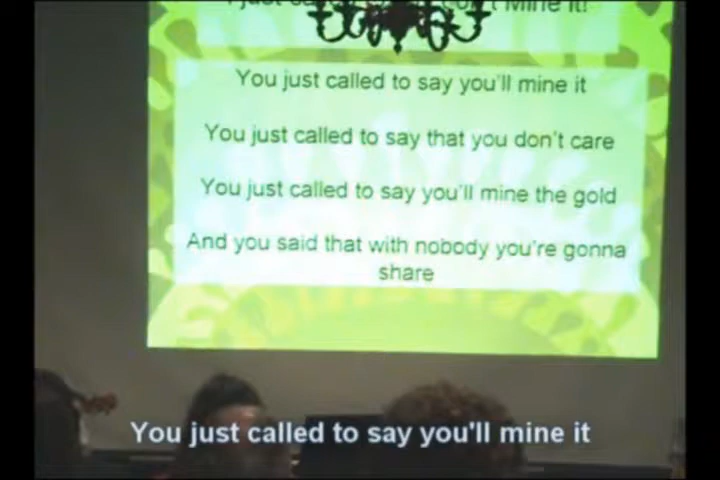 Mine it!
You just called to say you'll mine it
You just called to say that you don't care
You just called to say you'll mine the gold
And you said that with nobody you're gonna
share
You just called to say you'll mine it